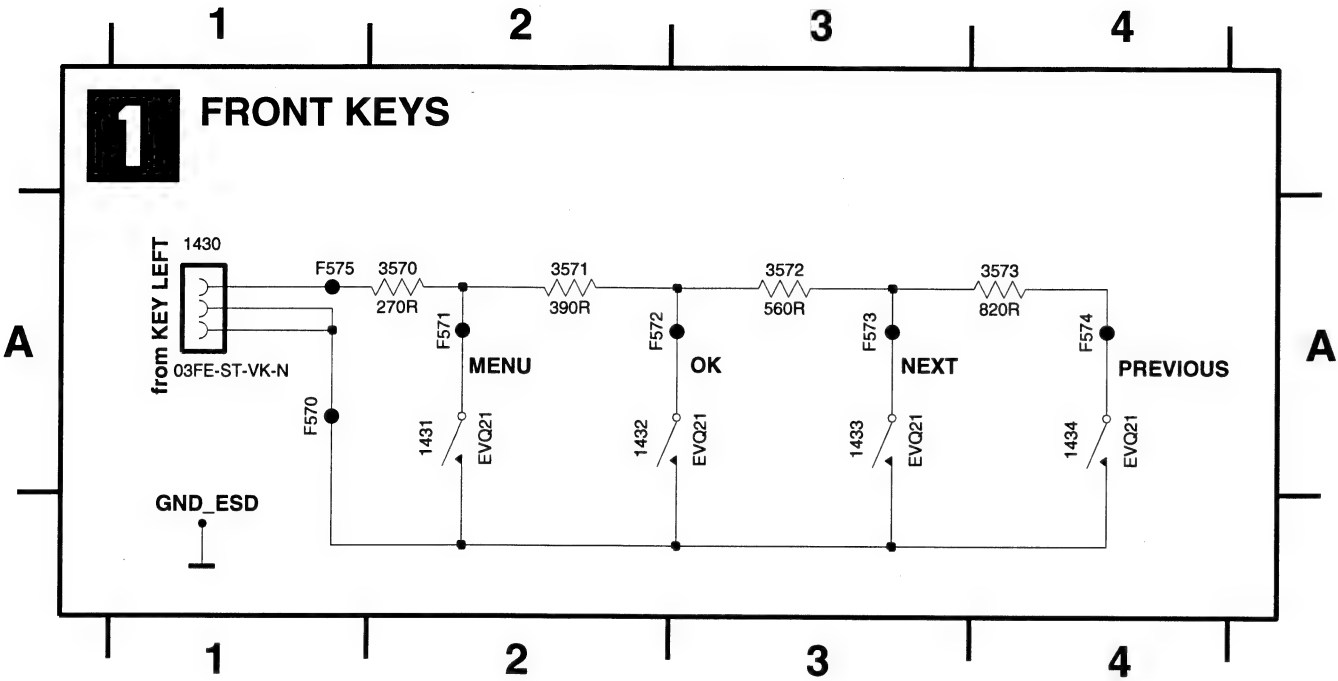 1 2 3 4
1 FRONT KEYS
from KEY LEFT
1430
03FE-ST-VK-N
F575
3570
270R
3571
390R
3572
560R
3573
820R
A
A
F571
F572
F573
F574
MENU
OK
NEXT
PREVIOUS
F570
1431
EVQ21
1432
EVQ21
1433
EVQ21
1434
EVQ21
GND_ESD
1 2 3 4